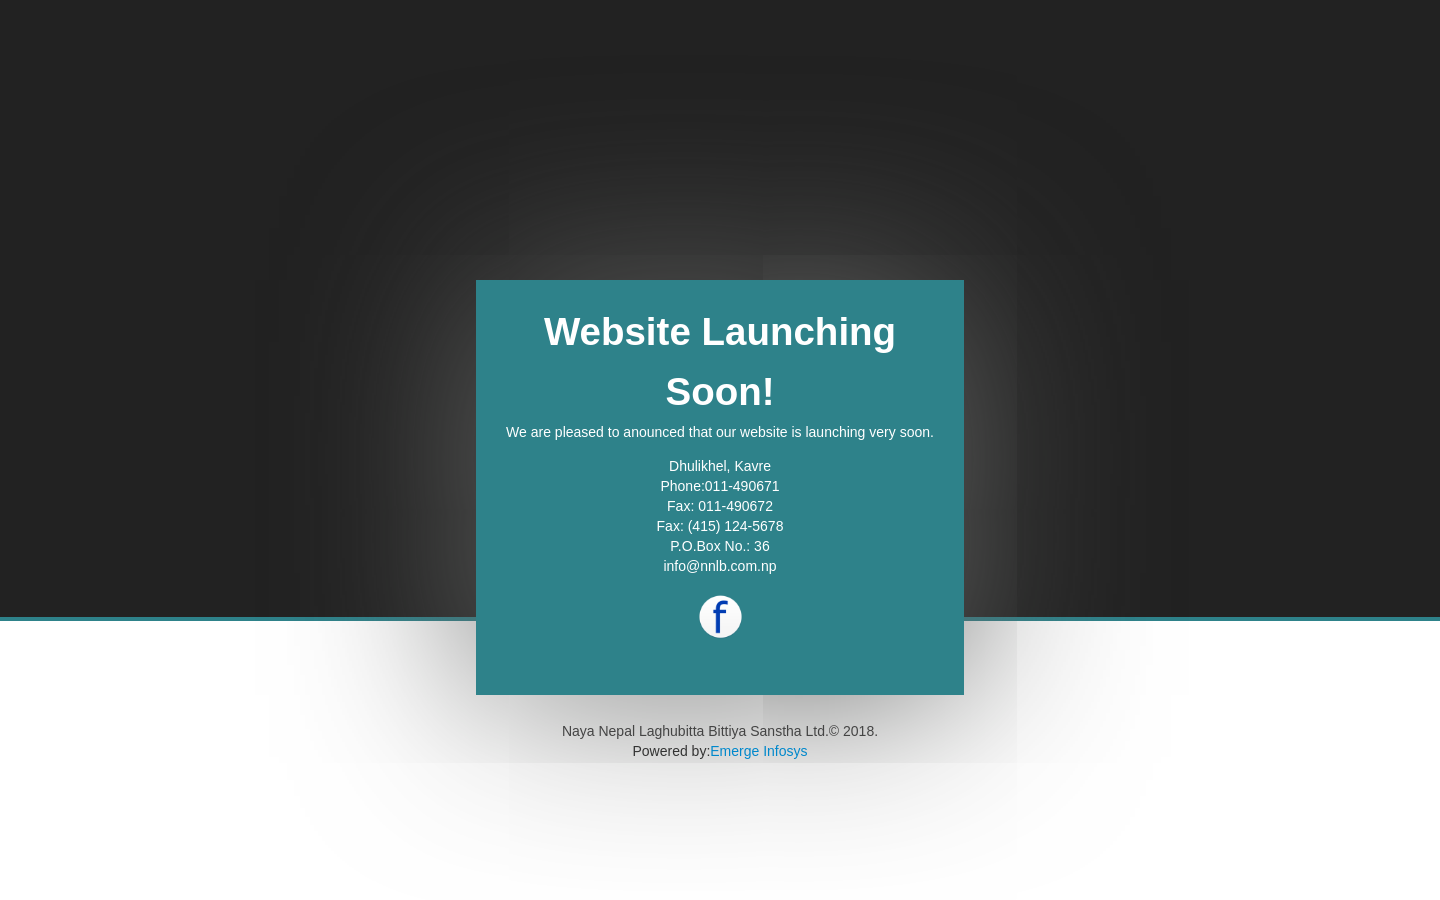 Website Launching
Soon!
We are pleased to anounced that our website is launching very soon.
Dhulikhel, Kavre
Phone:011-490671
Fax: 011-490672
Fax: (415) 124-5678
P.O.Box No.: 36
info@nnlb.com.np
f
Naya Nepal Laghubitta Bittiya Sanstha Ltd.© 2018.
Powered by:Emerge Infosys